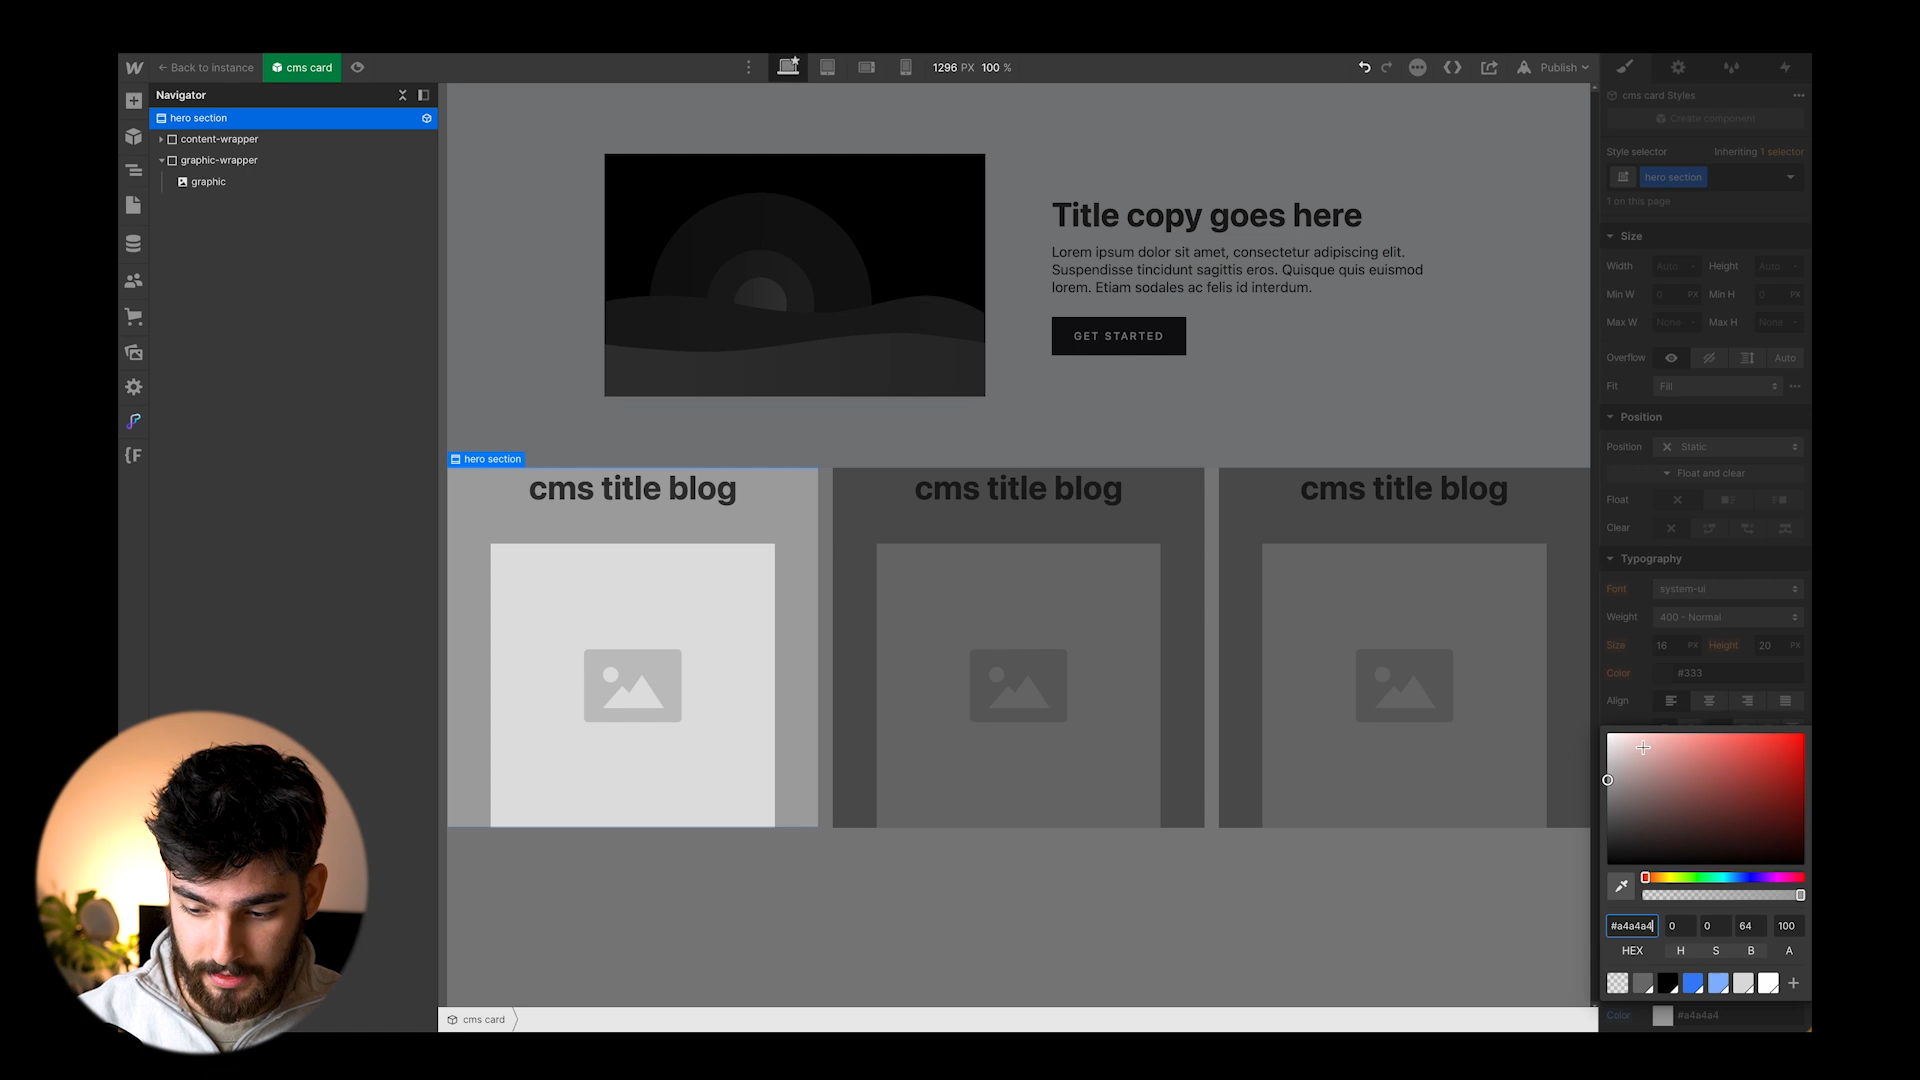 Back to instance
cms card
1296 PX 100 %
Publish
Navigator
hero section
content-wrapper
graphic-wrapper
graphic
Title copy goes here
Lorem ipsum dolor sit amet, consectetur adipiscing elit.
Suspendisse tincidunt sagittis eros. Quisque quis euismod
lorem. Etiam sodales ac felis id interdum.
GET STARTED
hero section
cms title blog
cms title blog
cms title blog
cms card
cms card Styles
Create component
Style selector Inheriting 1 selector
hero section
1 on this page
Size
Width Auto - Height Auto -
Min W 0 PX Min H 0 PX
Max W None - Max H None -
Overflow Auto
Fit Fill
Position
Position Static
Float and clear
Float
Clear
Typography
Font system-ui
Weight 400 - Normal
Size 16 PX Height 20 PX
Color #333
Align
#a4a4a4 0 0 64 100
HEX H S B A
Color #a4a4a4